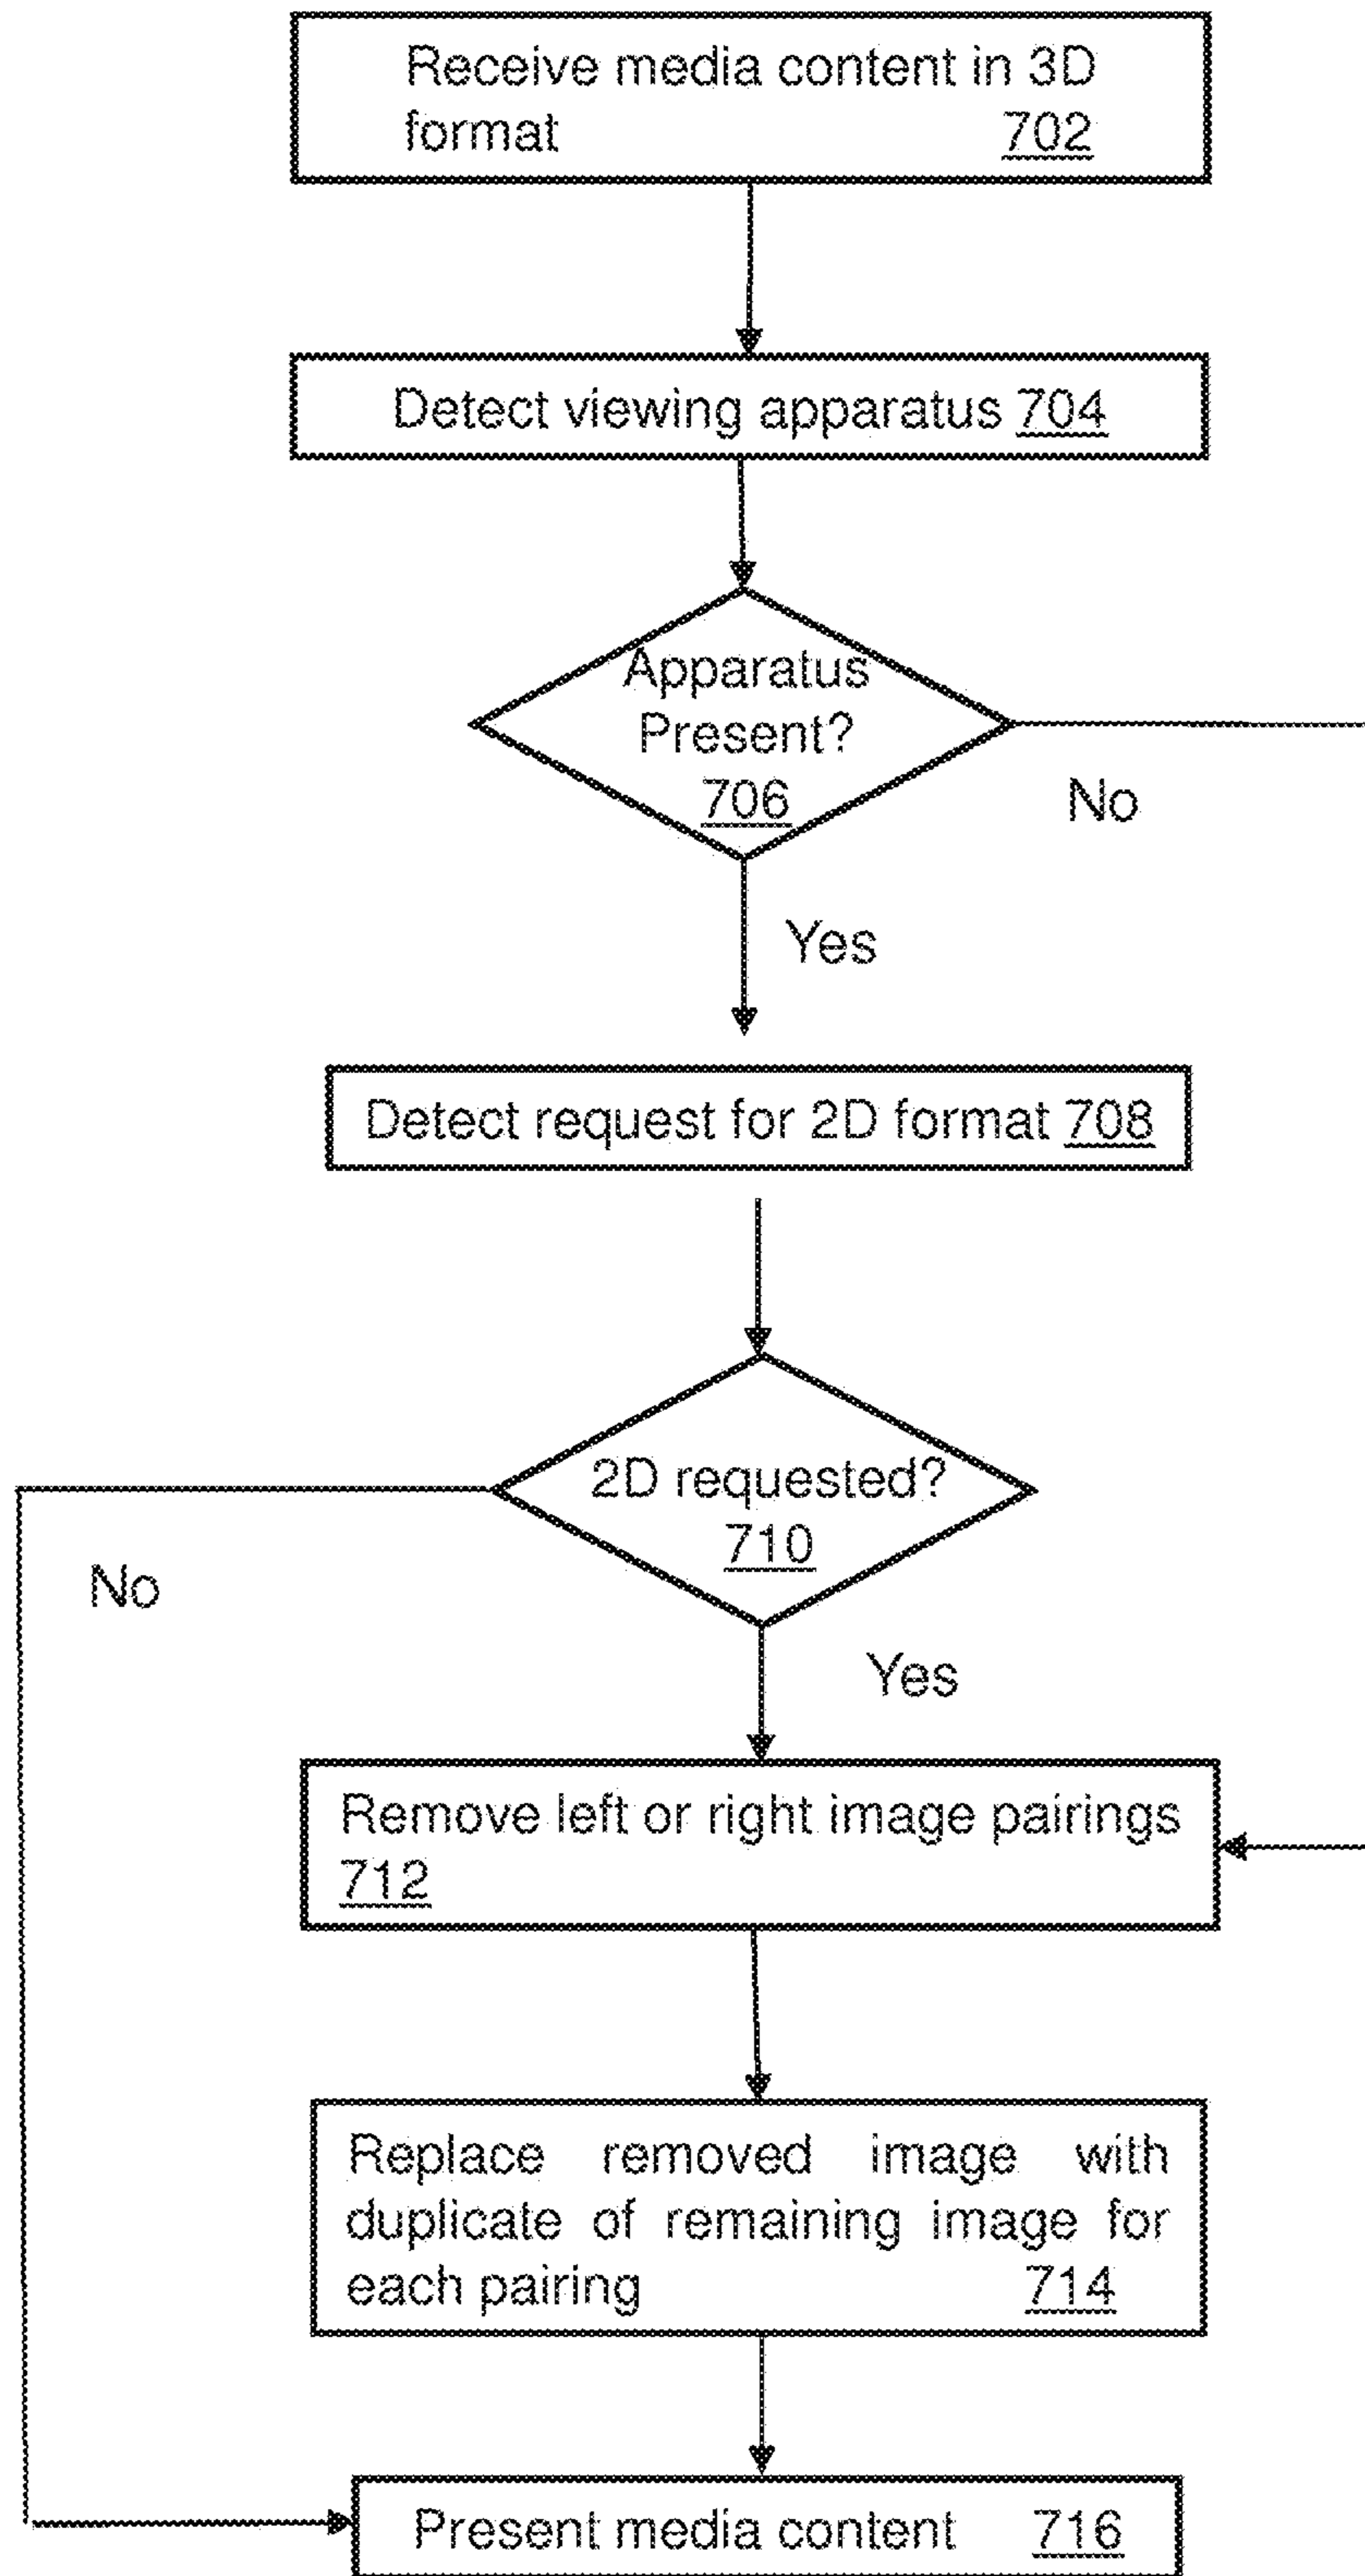 Receive media content in 3D
format 702
Detect viewing apparatus 704
Apparatus
Present?
706
No
Yes
Detect request for 2D format 708
2D requested?
710
No
Yes
Remove left or right image pairings
712
Replace removed image with
duplicate of remaining image for
each pairing 714
Present media content 716